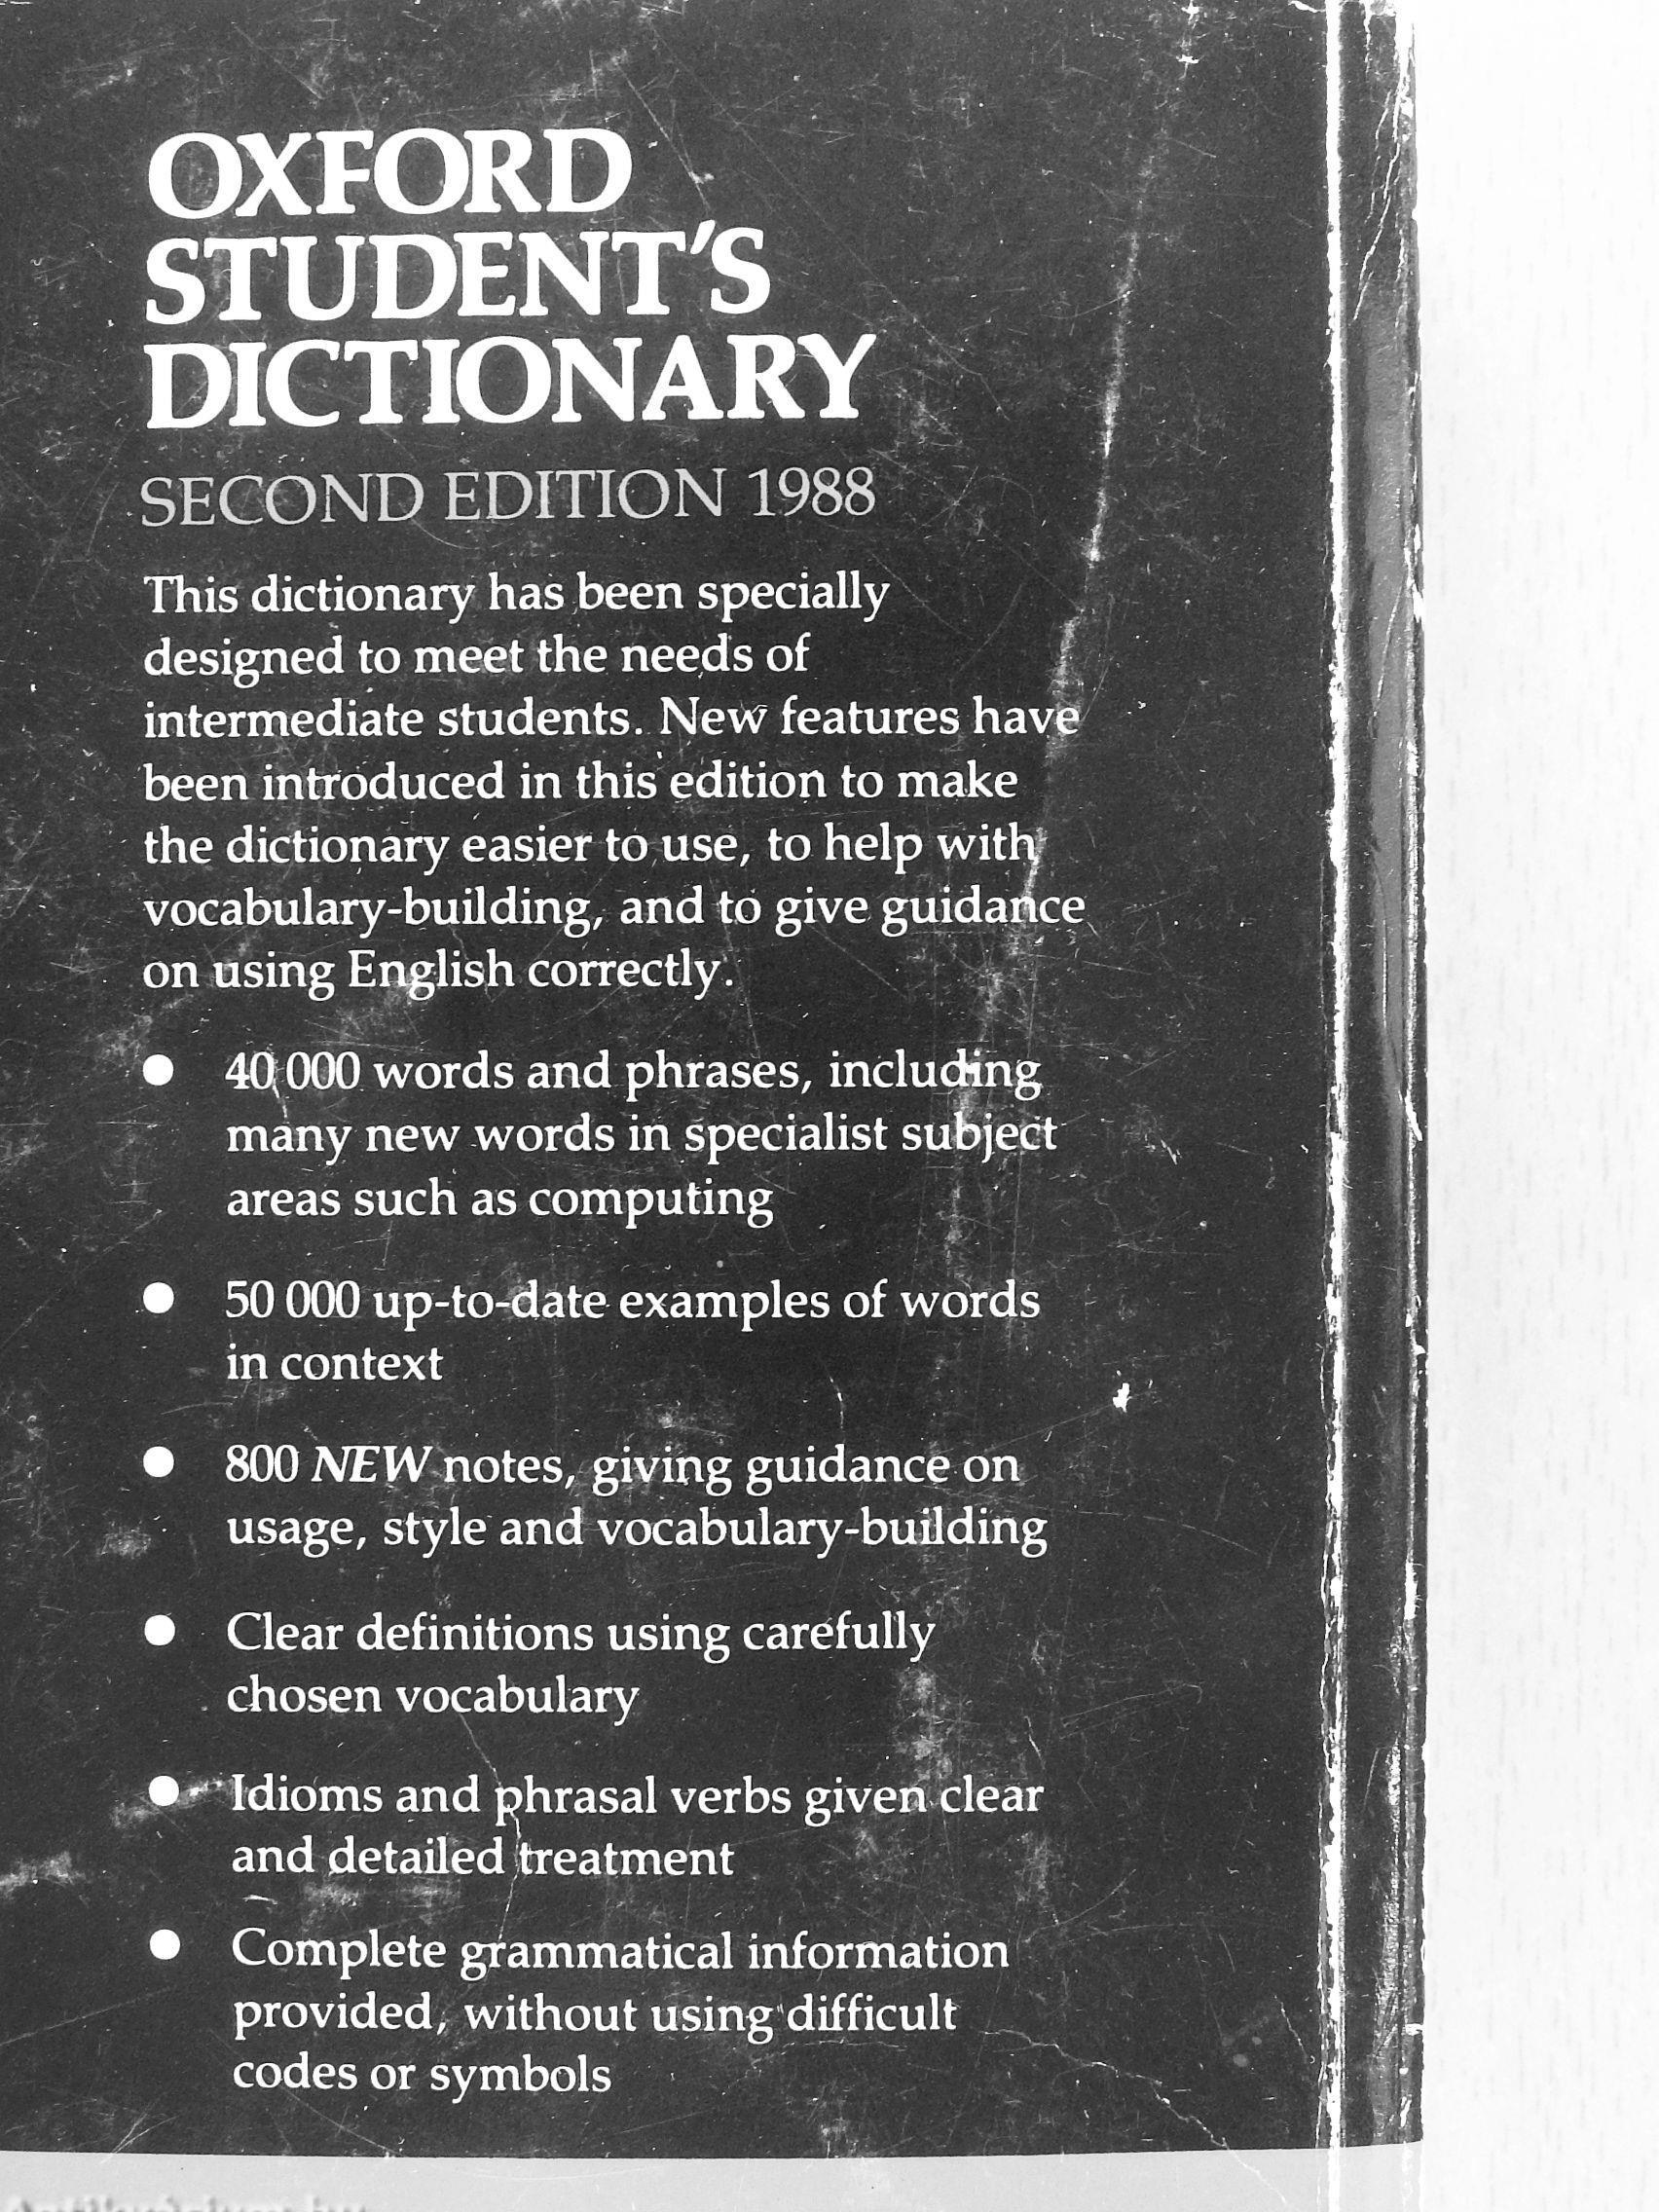 OXFORD
STUDENT'S
DICTIONARY
SECOND EDITION 1988
This dictionary has been specially
designed to meet the needs of
intermediate students. New features have
been introduced in this edition to make
the dictionary easier to use, to help with
vocabulary-building, and to give guidance
on using English correctly.
● 40 000 words and phrases, including
many new words in specialist subject
areas such as computing
● 50 000 up-to-date examples of words
in context
● 800 NEW notes, giving guidance on
usage, style and vocabulary-building
● Clear definitions using carefully
chosen vocabulary
● Idioms and phrasal verbs given clear
and detailed treatment
● Complete grammatical information
provided, without using difficult
codes or symbols